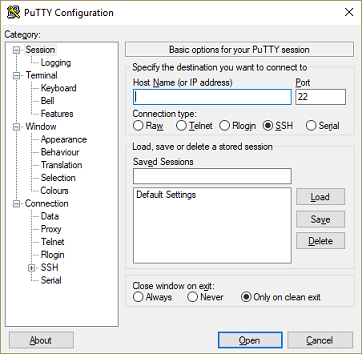 PuTTY Configuration
Category:
Session
Logging
Terminal
Keyboard
Bell
Features
Window
Appearance
Behaviour
Translation
Selection
Colours
Connection
Data
Proxy
Telnet
Rlogin
SSH
Serial
Basic options for your PuTTY session
Specify the destination you want to connect to
Host Name (or IP address) Port
22
Connection type:
Raw Telnet Rlogin SSH Serial
Load, save or delete a stored session
Saved Sessions
Default Settings
Load
Save
Delete
Close window on exit:
Always Never Only on clean exit
About Open Cancel